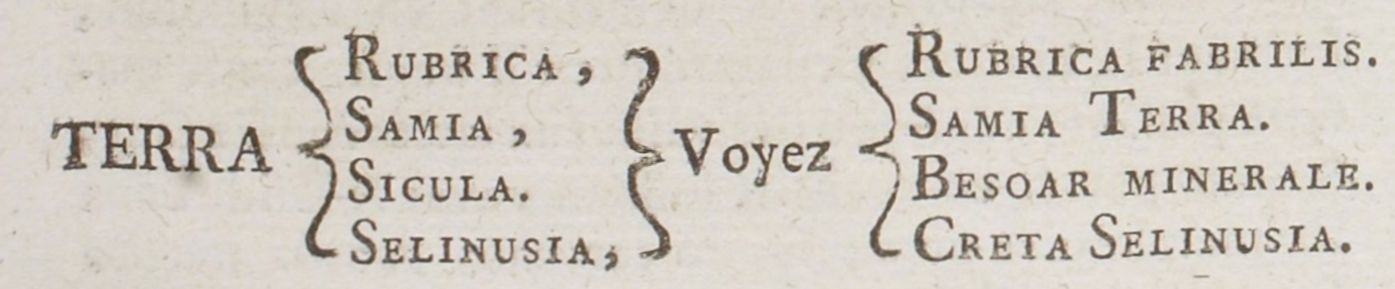 TERRA { RUBRICA, SAMIA, SICULA. SELINUSIA, } Voyez { RUBRICA FABRILIS. SAMIA TERRA. BESOAR MINERALE. CRETA SELINUSIA.